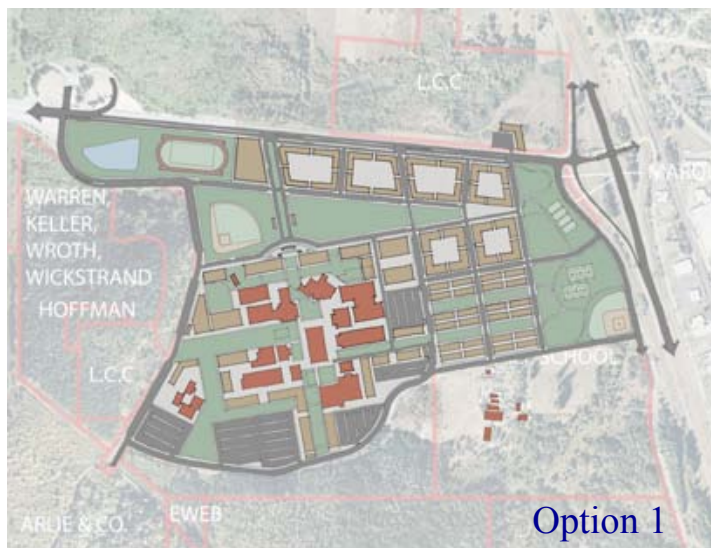 L.C.C
WARREN,
KELLER,
WROTH,
WICKSTRAND
HOFFMAN
L.C.C
SCHOOL
ARLIE & CO.
EWEB
Option 1